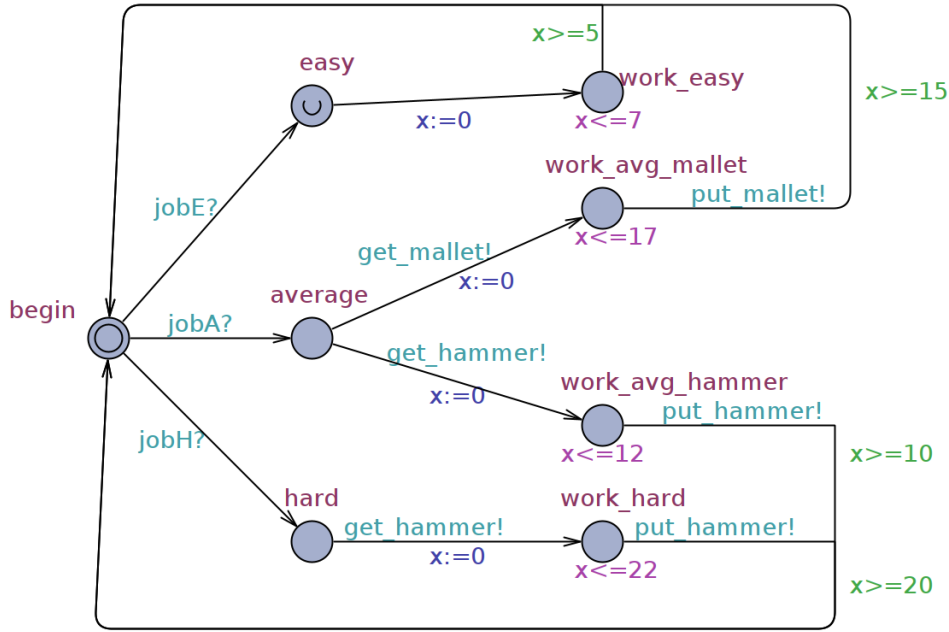 x>=5
easy
work_easy
x>=15
x:=0
x<=7
work_avg_mallet
put_mallet!
jobE?
x<=17
get_mallet!
x:=0
average
begin
jobA?
get_hammer!
work_avg_hammer
x:=0
put_hammer!
jobH?
x<=12
x>=10
hard
work_hard
get_hammer!
put_hammer!
x:=0
x<=22
x>=20